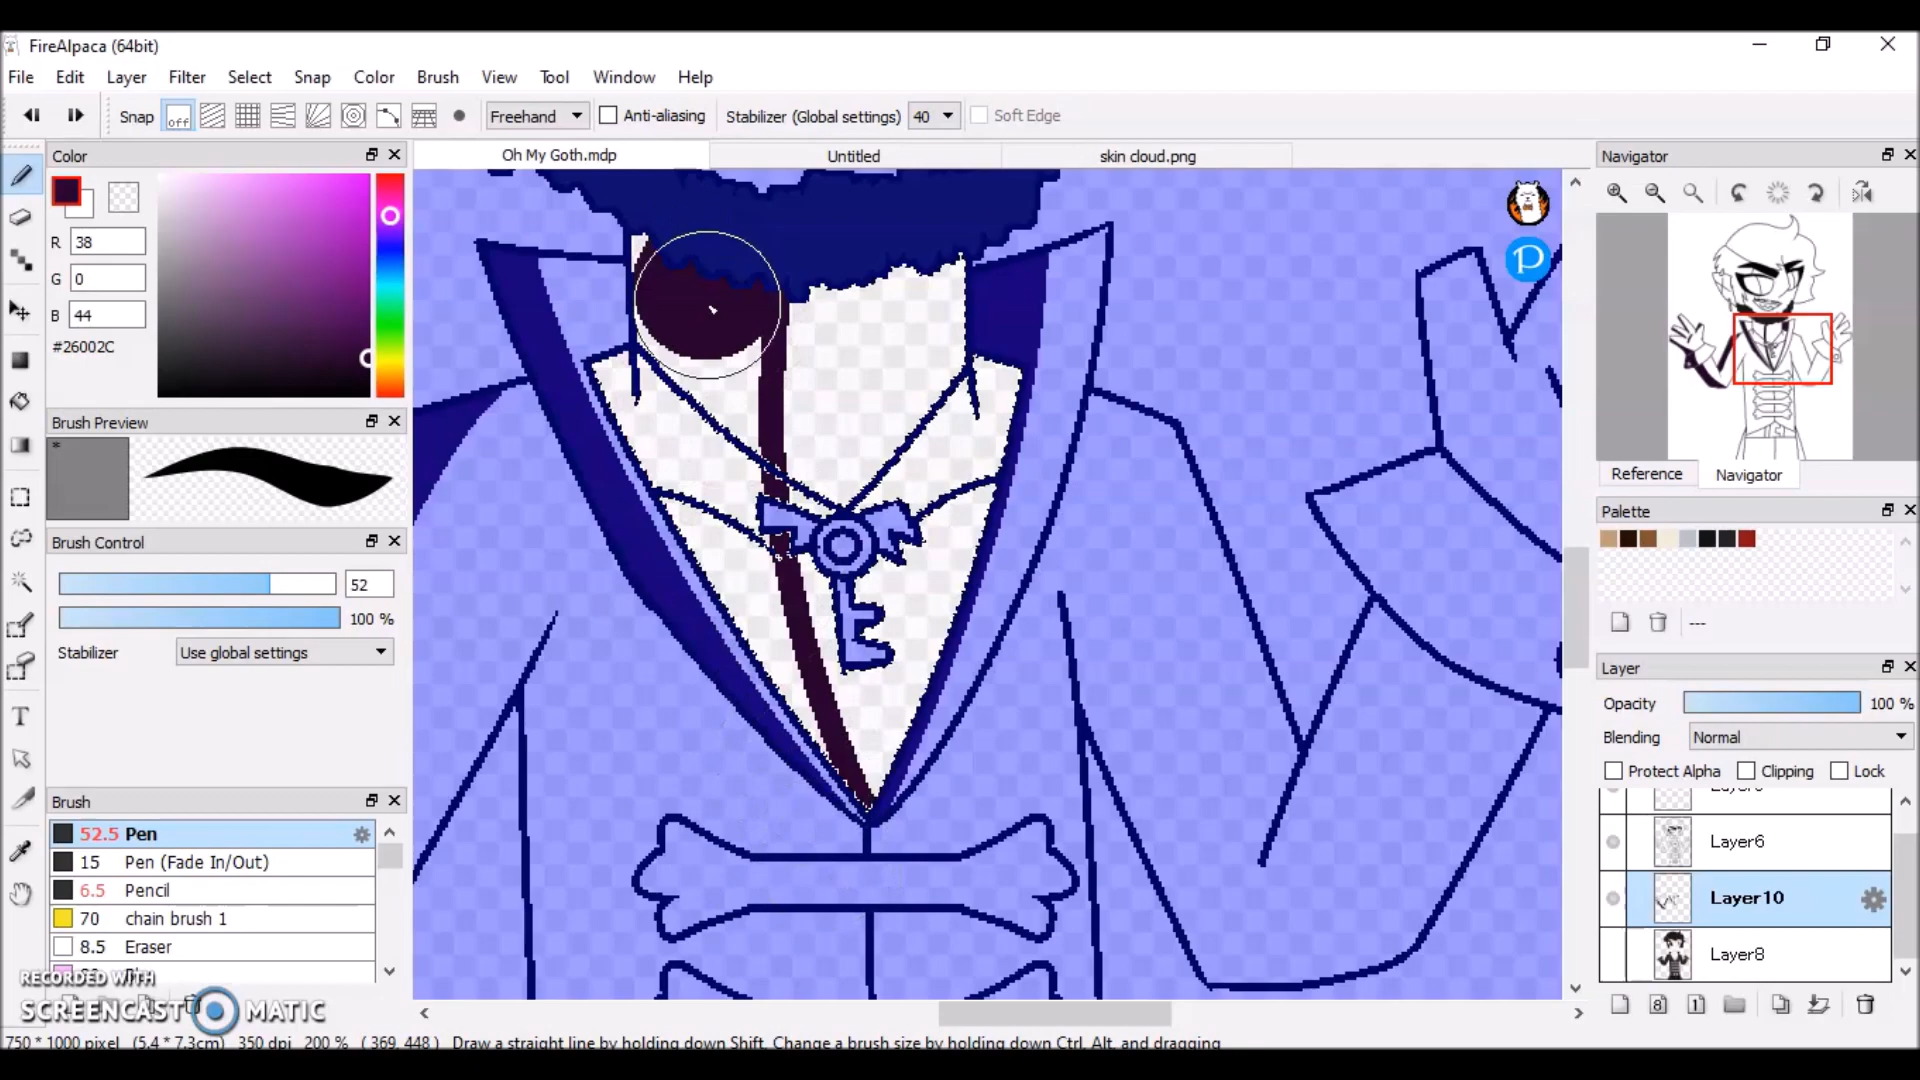 FireAlpaca (64bit)
File Edit Layer Filter Select Snap Color Brush View Tool Window Help
Snap off Freehand Anti-aliasing Stabilizer (Global settings) 40 Soft Edge
Color
R 38
G 0
B 44
#26002C
Brush Preview
*
Brush Control
52
100 %
Stabilizer Use global settings
Brush
52.5 Pen
15 Pen (Fade In/Out)
6.5 Pencil
70 chain brush 1
8.5 Eraser
RECORDED WITH
SCREENCAST MATIC
Oh My Goth.mdp Untitled skin cloud.png
P
Navigator
Reference Navigator
Palette
---
Layer
Opacity 100 %
Blending Normal
Protect Alpha Clipping Lock
Layer6
Layer10
Layer8
8 1
750 * 1000 pixel (5.4 * 7.3cm) 350 dpi 200 % ( 369, 448 ) Draw a straight line by holding down Shift, Change a brush size by holding down Ctrl, Alt, and dragging